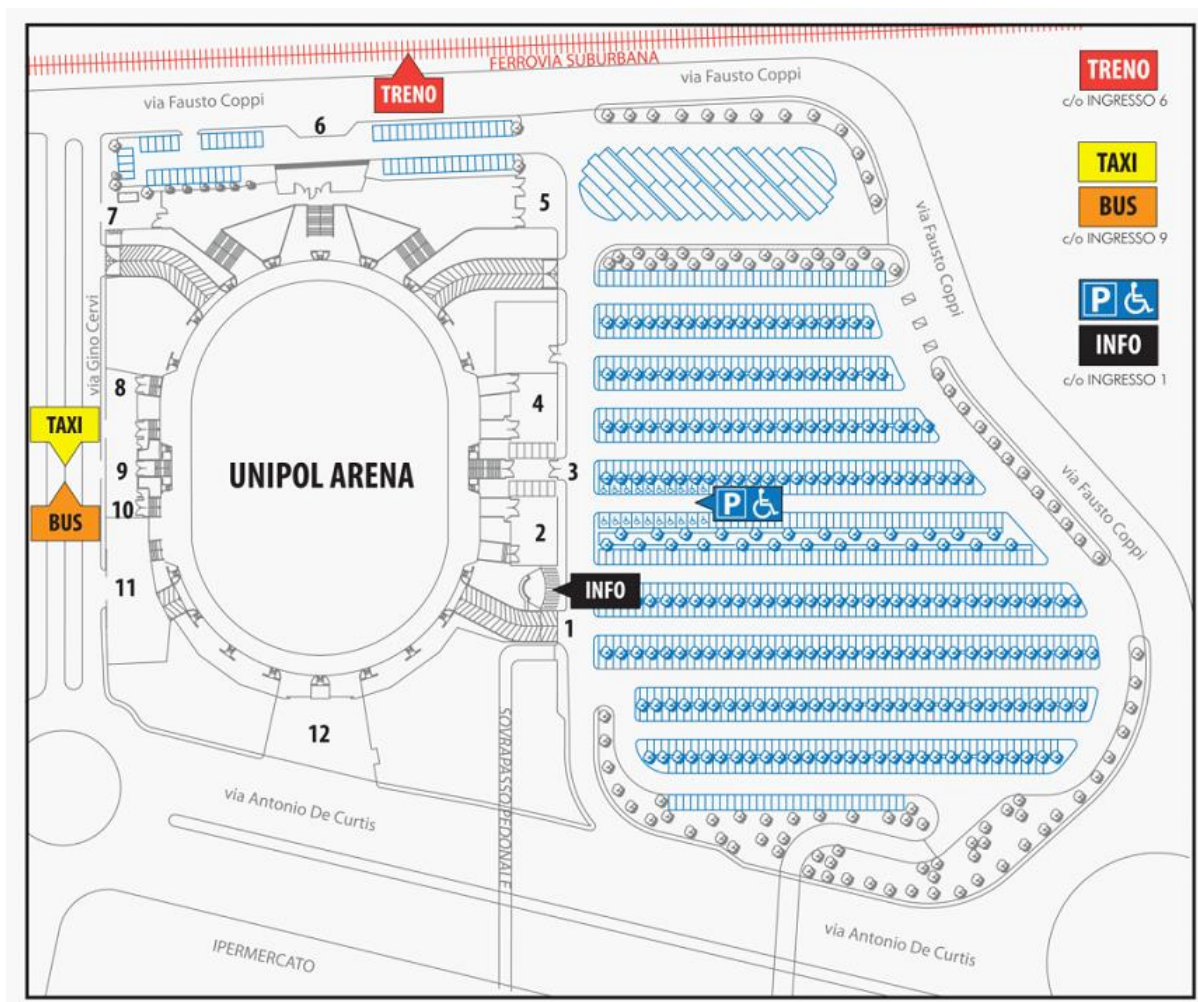 FERROVIA SUBURBANA
via Fausto Coppi
TRENO
via Fausto Coppi
TRENO
c/o INGRESSO 6
6
TAXI
BUS
c/o INGRESSO 9
7
5
via Fausto Coppi
via Gino Cervi
P
INFO
c/o INGRESSO 1
8
4
TAXI
UNIPOL ARENA
9
3
via Fausto Coppi
BUS
10
2
P
11
INFO
1
12
SOVRAPASSO PEDONALE
via Antonio De Curtis
via Antonio De Curtis
IPERMERCATO